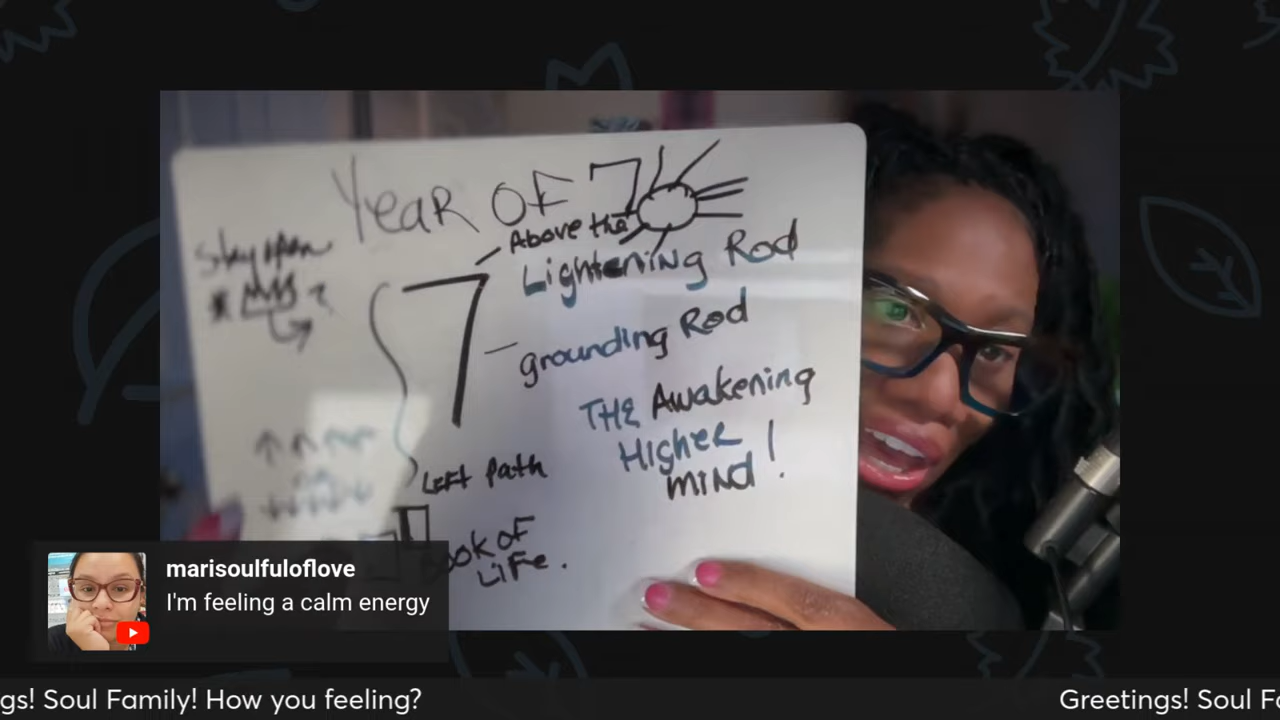 Year OF 7
Above the
Lightening Rod
7
grounding Rod
THE Awakening
HigheR
mind!
Left Path
ook of
Life.
marisoulfuloflove
I'm feeling a calm energy
gs! Soul Family! How you feeling?
Greetings! Soul Fa